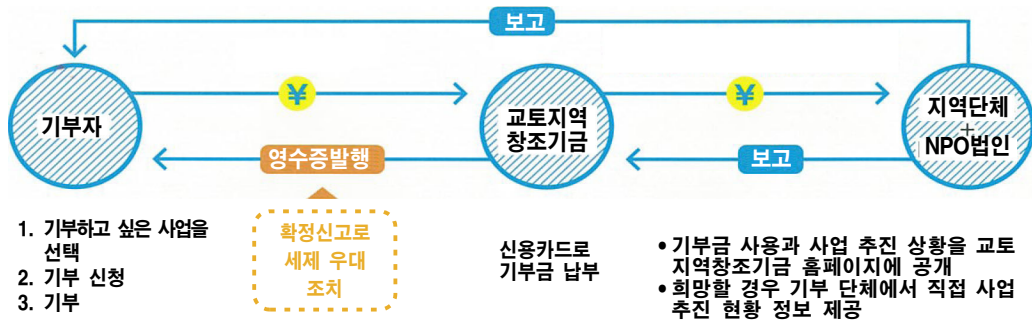 보고
기부자
¥
교토지역
창조기금
¥
지역단체
+
NPO법인
영수증발행
보고
1. 기부하고 싶은 사업을
선택
2. 기부 신청
3. 기부
확정신고로
세제 우대
조치
신용카드로
기부금 납부
• 기부금 사용과 사업 추진 상황을 교토
지역창조기금 홈페이지에 공개
• 희망할 경우 기부 단체에서 직접 사업
추진 현황 정보 제공